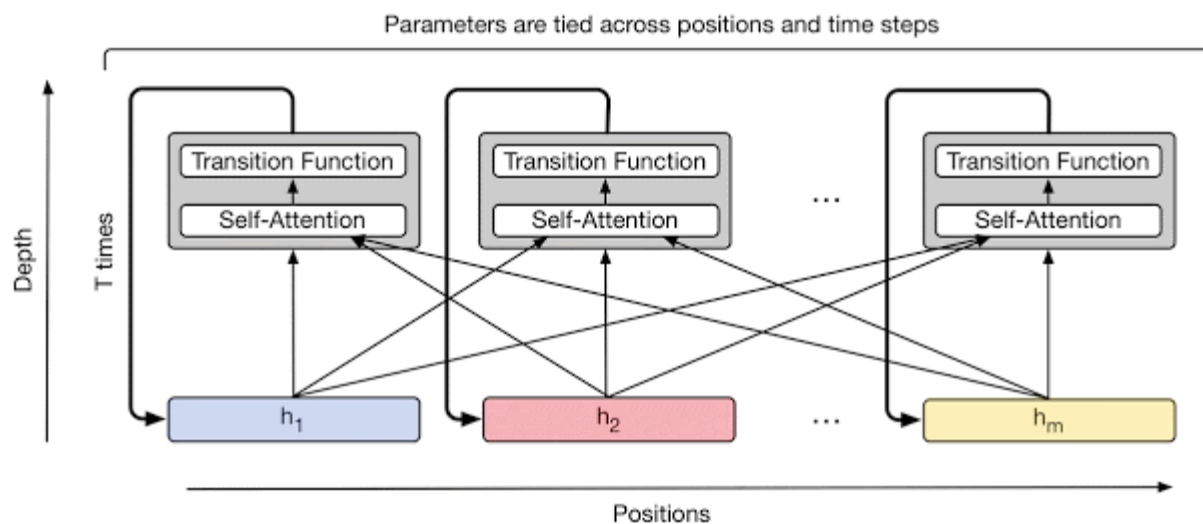 Parameters are tied across positions and time steps
Depth
T times
Transition Function
Transition Function
Transition Function
Self-Attention
Self-Attention
...
Self-Attention
h1
h2
...
hm
Positions